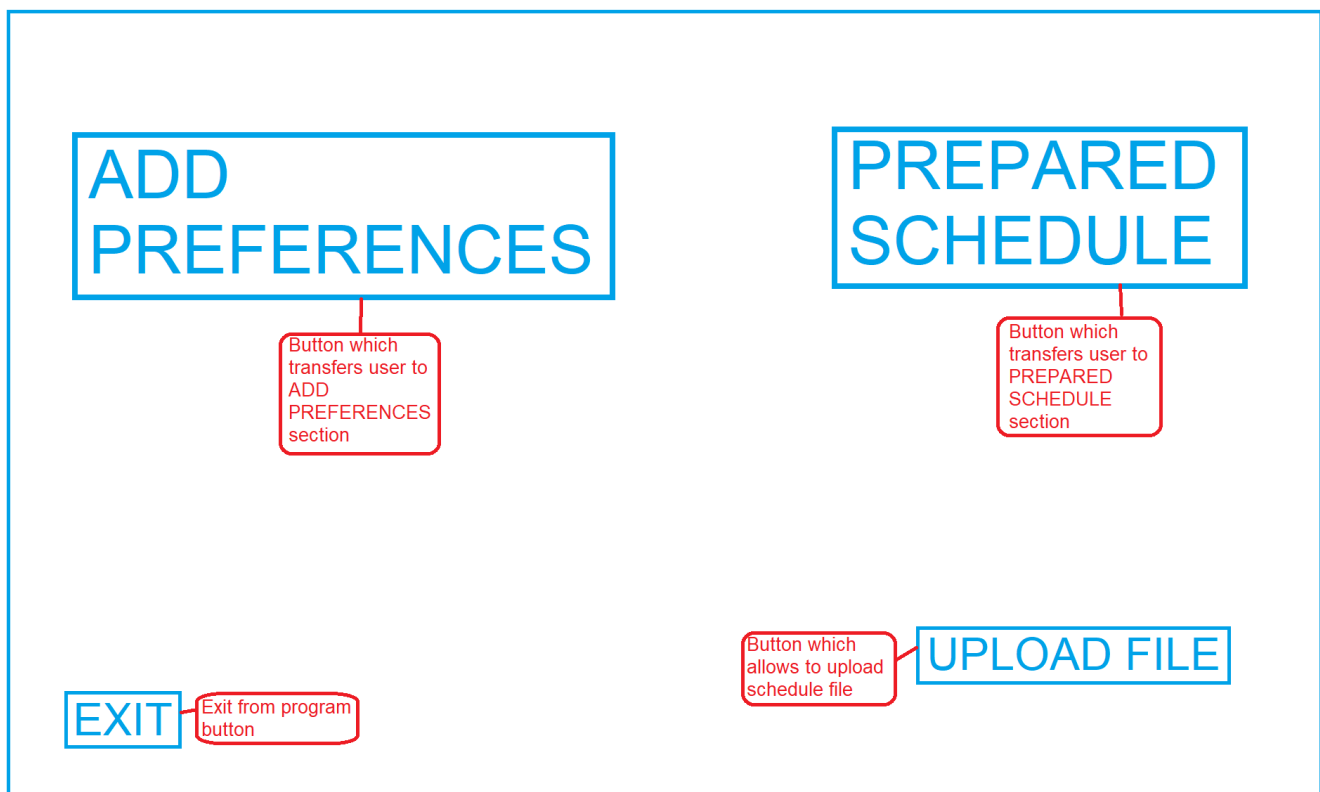 ADD
PREFERENCES
PREPARED
SCHEDULE
Button which
transfers user to
ADD
PREFERENCES
section
Button which
transfers user to
PREPARED
SCHEDULE
section
Button which
allows to upload
schedule file
UPLOAD FILE
EXIT
Exit from program
button